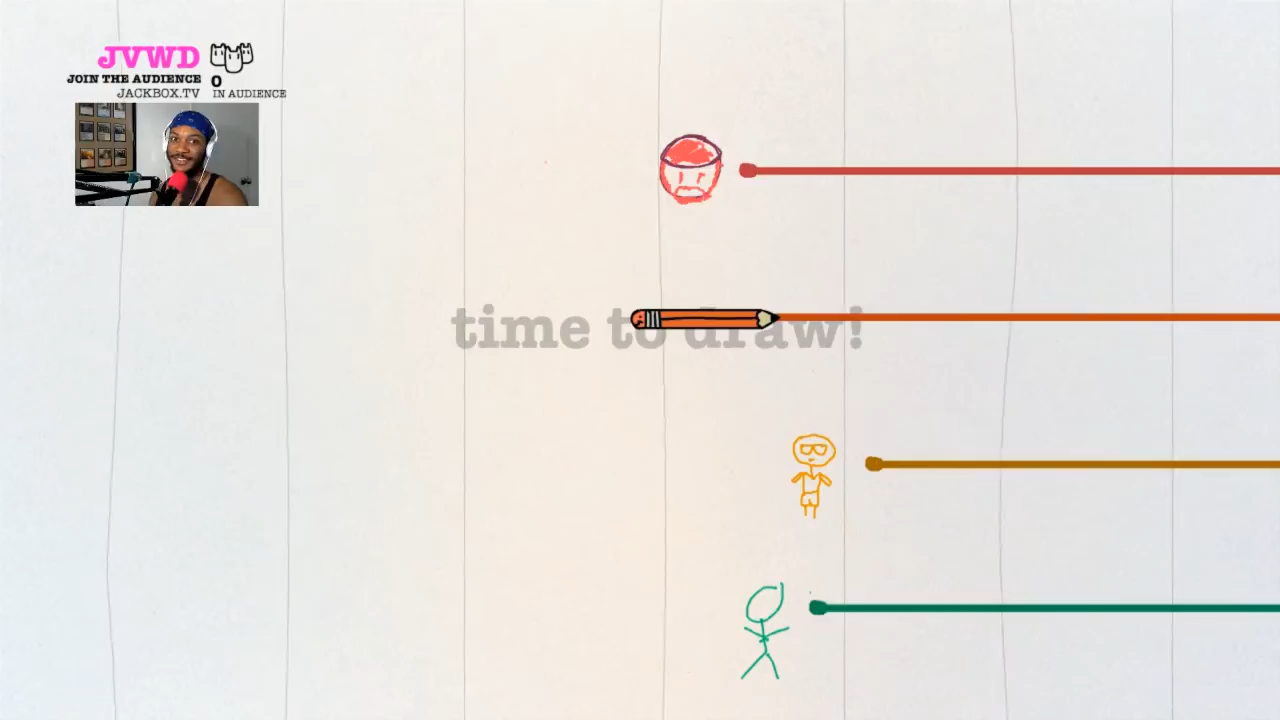 JVWD
JOIN THE AUDIENCE
JACKBOX.TV
0
IN AUDIENCE
time to draw!